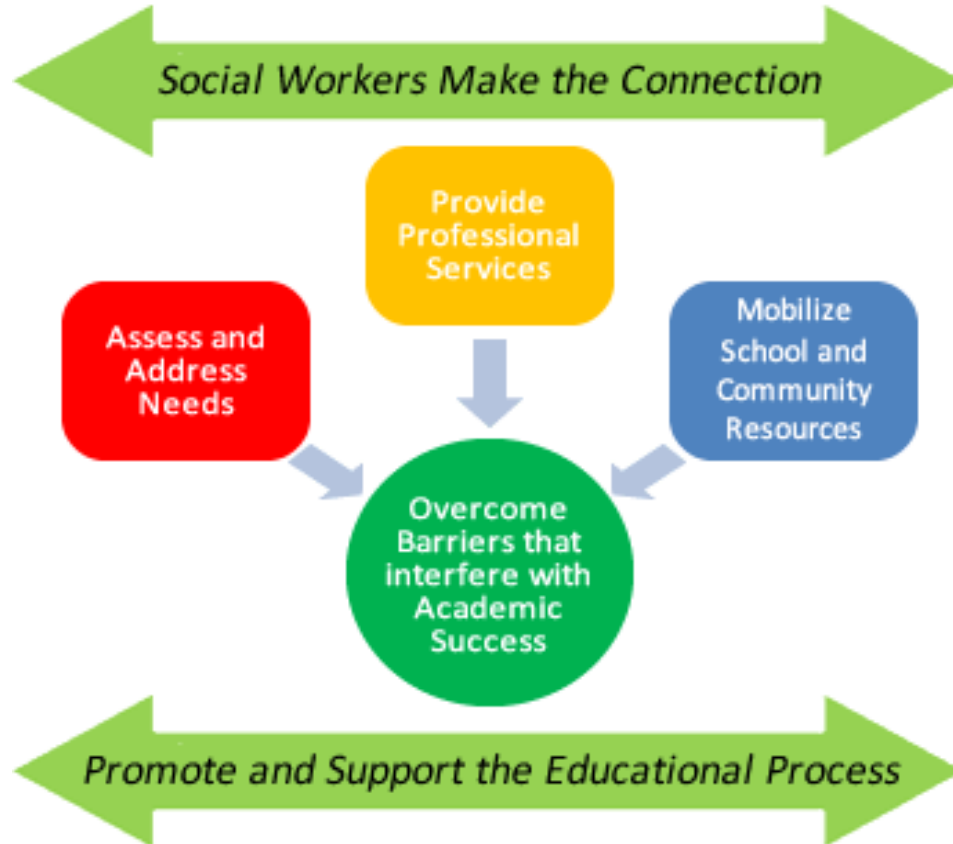 Social Workers Make the Connection
Provide
Professional
Services
Assess and
Address
Needs
Mobilize
School and
Community
Resources
Overcome
Barriers that
interfere with
Academic
Success
Promote and Support the Educational Process